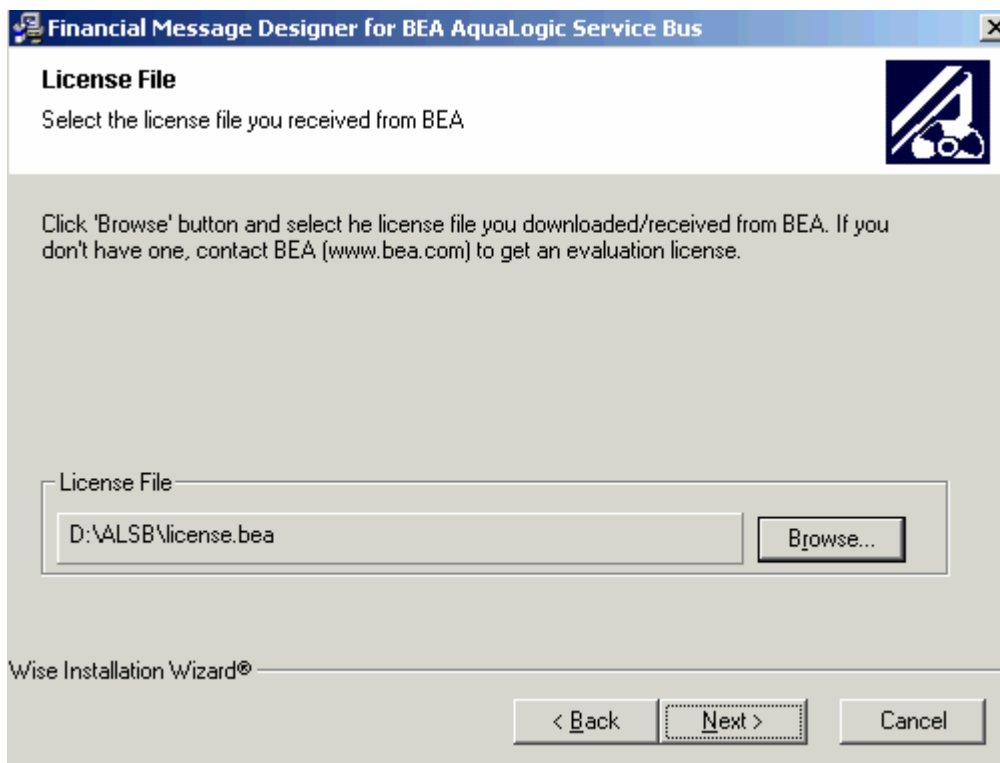 Financial Message Designer for BEA AquaLogic Service Bus
License File
Select the license file you received from BEA
Click 'Browse' button and select he license file you downloaded/received from BEA. If you
don't have one, contact BEA (www.bea.com) to get an evaluation license.
License File
D:\ALSB\license.bea
Browse...
Wise Installation Wizard®
< Back
Next >
Cancel